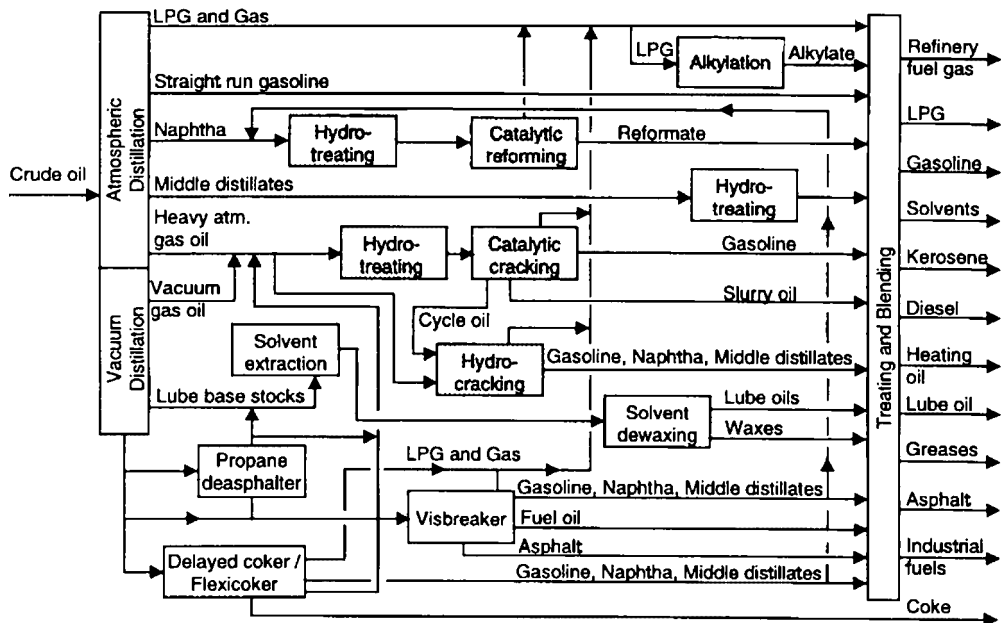 LPG and Gas
LPG
Alkylation
Alkylate
Refinery
fuel gas
Straight run gasoline
LPG
Naphtha
Hydro-
treating
Catalytic
reforming
Reformate
Gasoline
Crude oil
Atmospheric
Distillation
Middle distillates
Hydro-
treating
Solvents
Heavy atm.
gas oil
Hydro-
treating
Catalytic
cracking
Gasoline
Kerosene
Vacuum
gas oil
Slurry oil
Diesel
Cycle oil
Vacuum
Distillation
Solvent
extraction
Hydro-
cracking
Gasoline, Naphtha, Middle distillates
Treating and Blending
Heating
oil
Lube base stocks
Solvent
dewaxing
Lube oils
Waxes
Lube oil
Greases
Propane
deasphalter
LPG and Gas
Visbreaker
Gasoline, Naphtha, Middle distillates
Fuel oil
Asphalt
Asphalt
Delayed coker /
Flexicoker
Gasoline, Naphtha, Middle distillates
Industrial
fuels
Coke